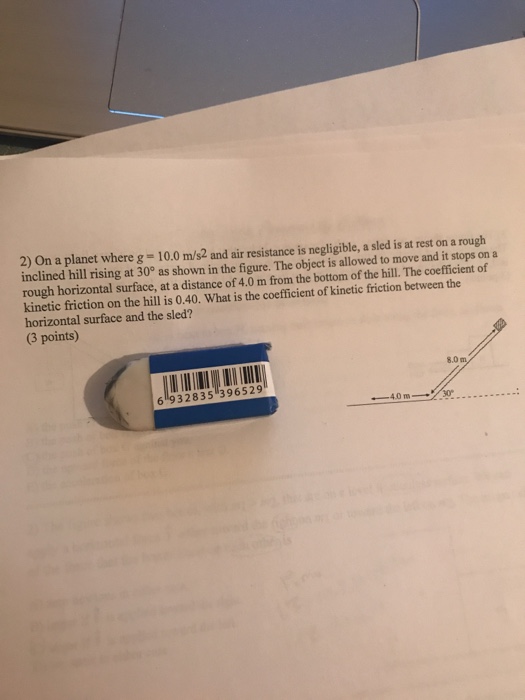 2) On a planet where g = 10.0 m/s2 and air resistance is negligible, a sled is at rest on a rough
inclined hill rising at 30° as shown in the figure. The object is allowed to move and it stops on a
rough horizontal surface, at a distance of 4.0 m from the bottom of the hill. The coefficient of
kinetic friction on the hill is 0.40. What is the coefficient of kinetic friction between the
horizontal surface and the sled?
(3 points)
8.0 m
4.0 m
30°
6 932835 396529